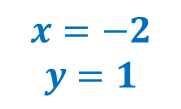 x = −2
y = 1